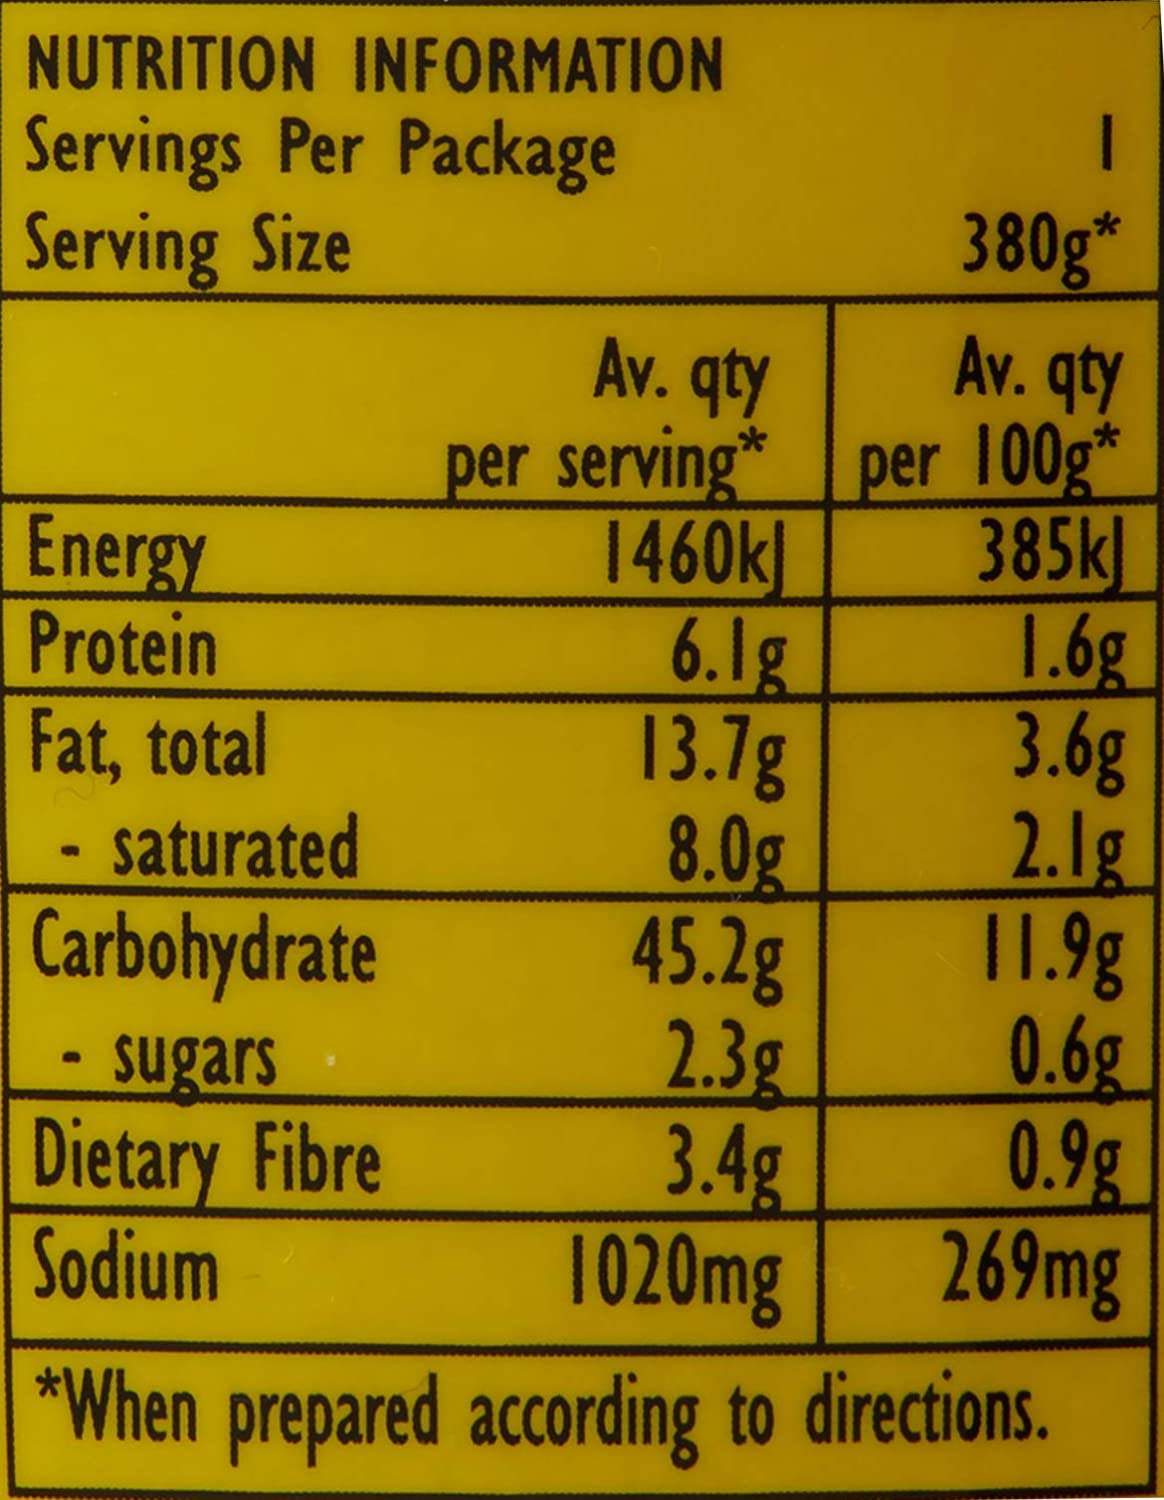 NUTRITION INFORMATION
Servings Per Package 1
Serving Size 380g*
Av. qty Av. qty
per serving* per 100g*
Energy 1460kJ 385kJ
Protein 6.1g 1.6g
Fat, total 13.7g 3.6g
- saturated 8.0g 2.1g
Carbohydrate 45.2g 11.9g
- sugars 2.3g 0.6g
Dietary Fibre 3.4g 0.9g
Sodium 1020mg 269mg
*When prepared according to directions.